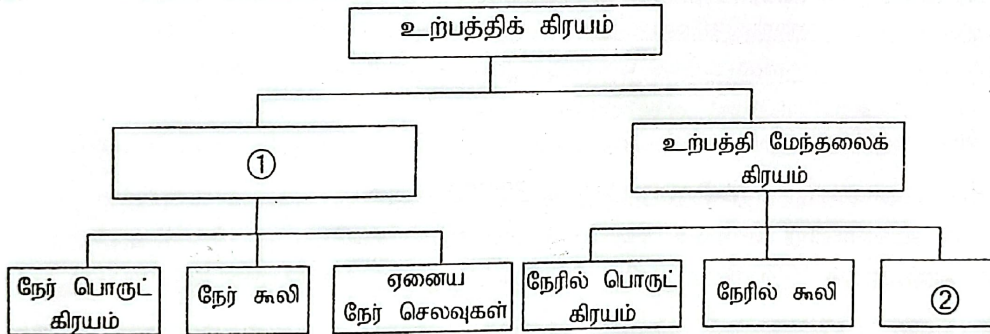 உற்பத்திக் கிரயம்
①
உற்பத்தி மேந்தலைக்
கிரயம்
நேர் பொருட்
கிரயம்
நேர் கூலி
ஏனைய
நேர் செலவுகள்
நேரில் பொருட்
கிரயம்
நேரில் கூலி
②